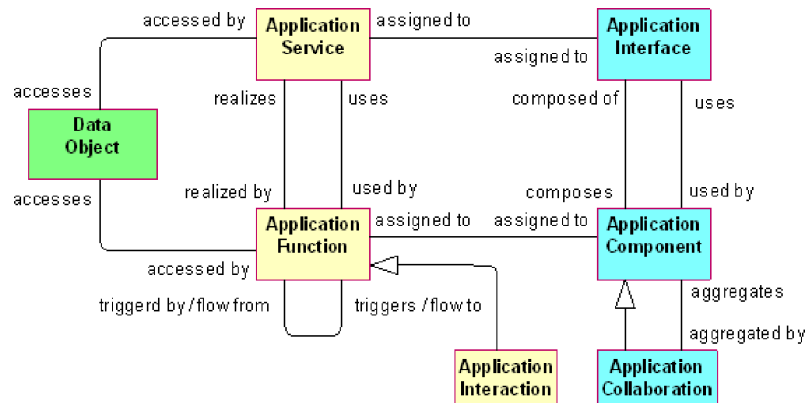 accessed by
Application
Service
assigned to
assigned to
Application
Interface
accesses
realizes
uses
composed of
uses
Data
Object
accesses
realized by
used by
composes
used by
Application
Function
assigned to
assigned to
Application
Component
accessed by
triggerd by / flow from
triggers / flow to
aggregates
aggregated by
Application
Interaction
Application
Collaboration